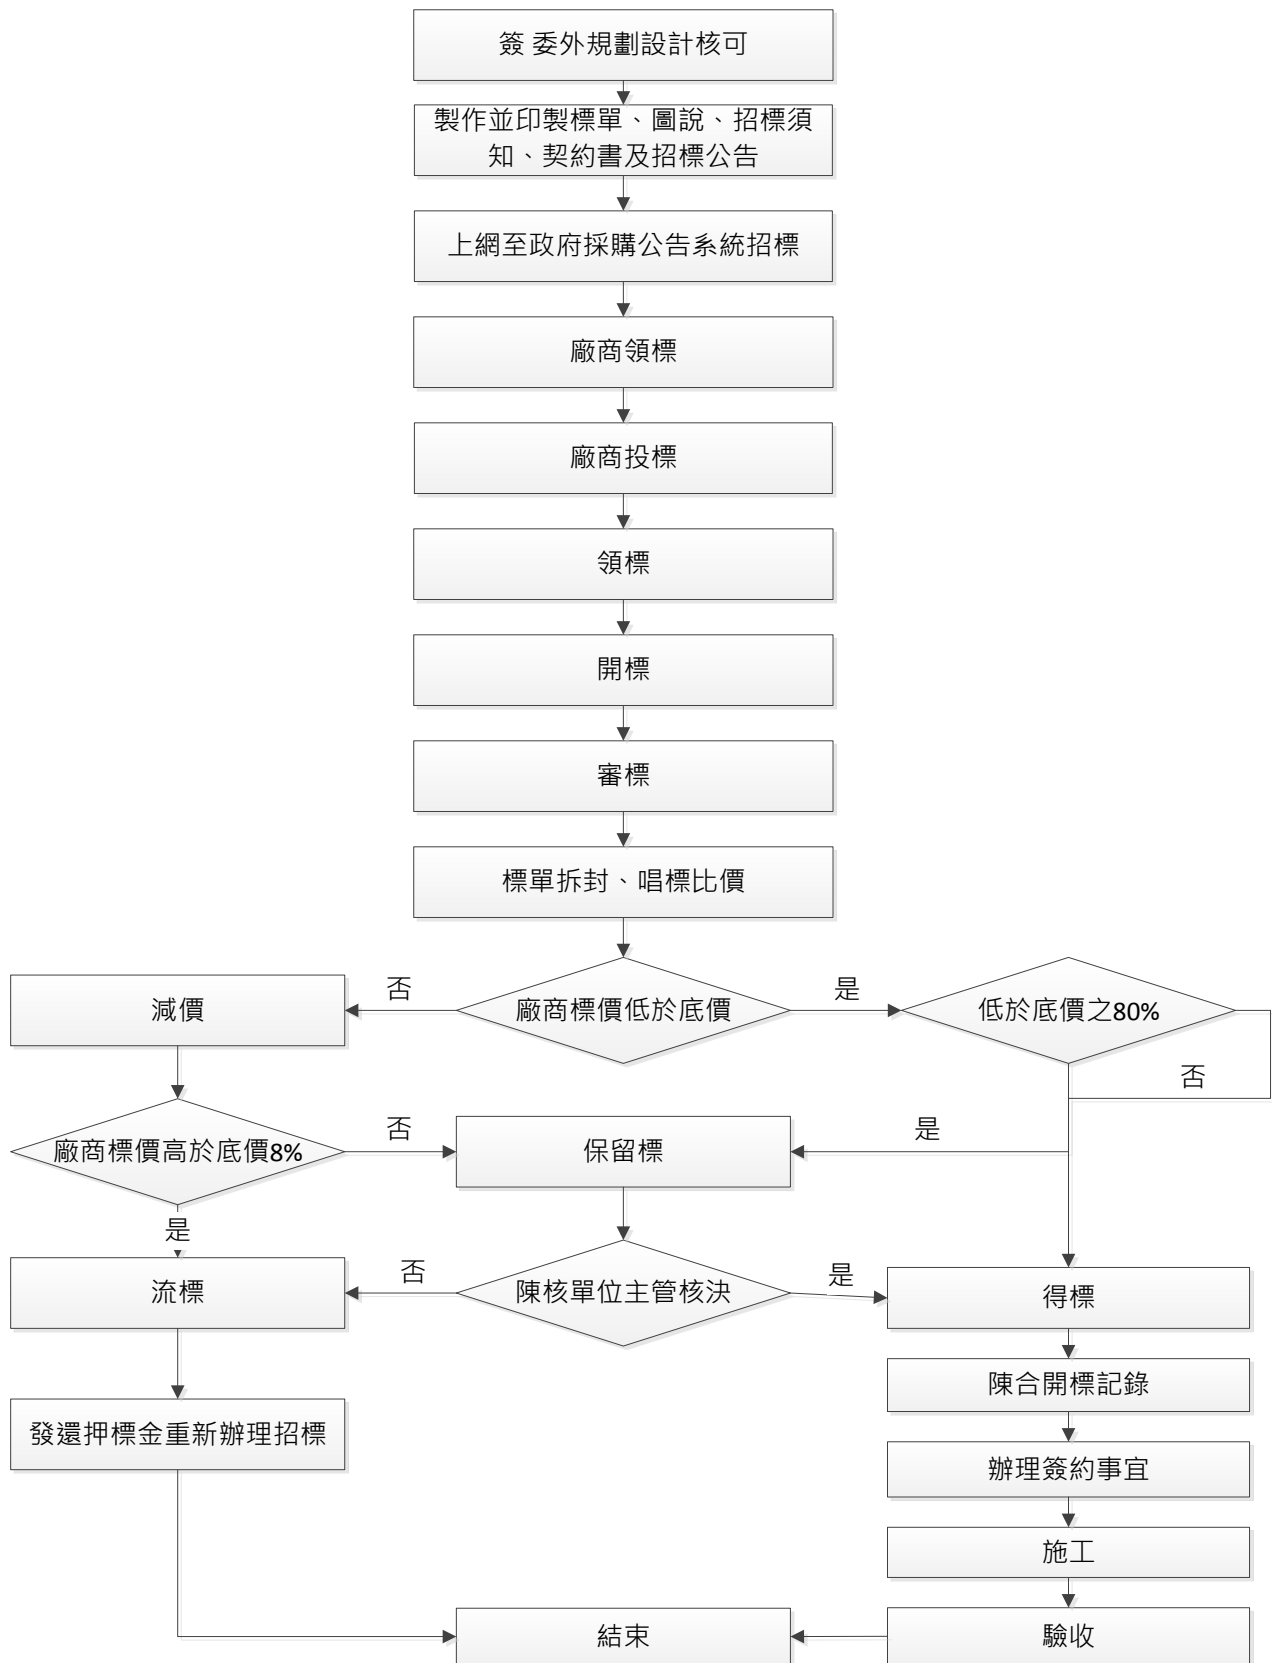 簽 委外規劃設計核可
製作並印製標單、圖說、招標須
知、契約書及招標公告
上網至政府採購公告系統招標
廠商領標
廠商投標
領標
開標
審標
標單拆封、唱標比價
減價
否
廠商標價低於底價
是
低於底價之80%
否
廠商標價高於底價8%
否
保留標
是
是
流標
否
陳核單位主管核決
是
得標
陳合開標記錄
發還押標金重新辦理招標
辦理簽約事宜
施工
結束
驗收